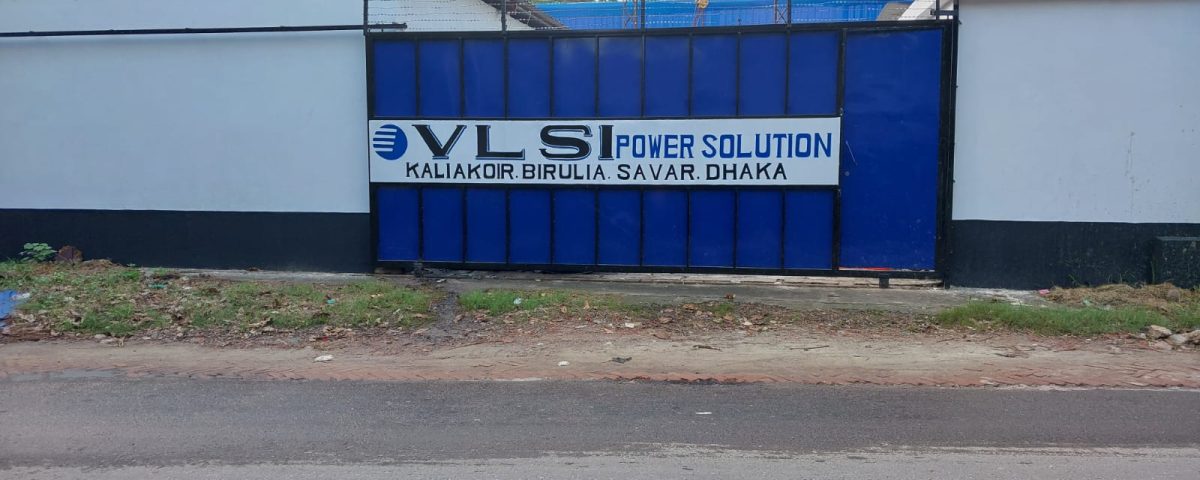 VLSI POWER SOLUTION
KALIAKOIR. BIRULIA. SAVAR. DHAKA